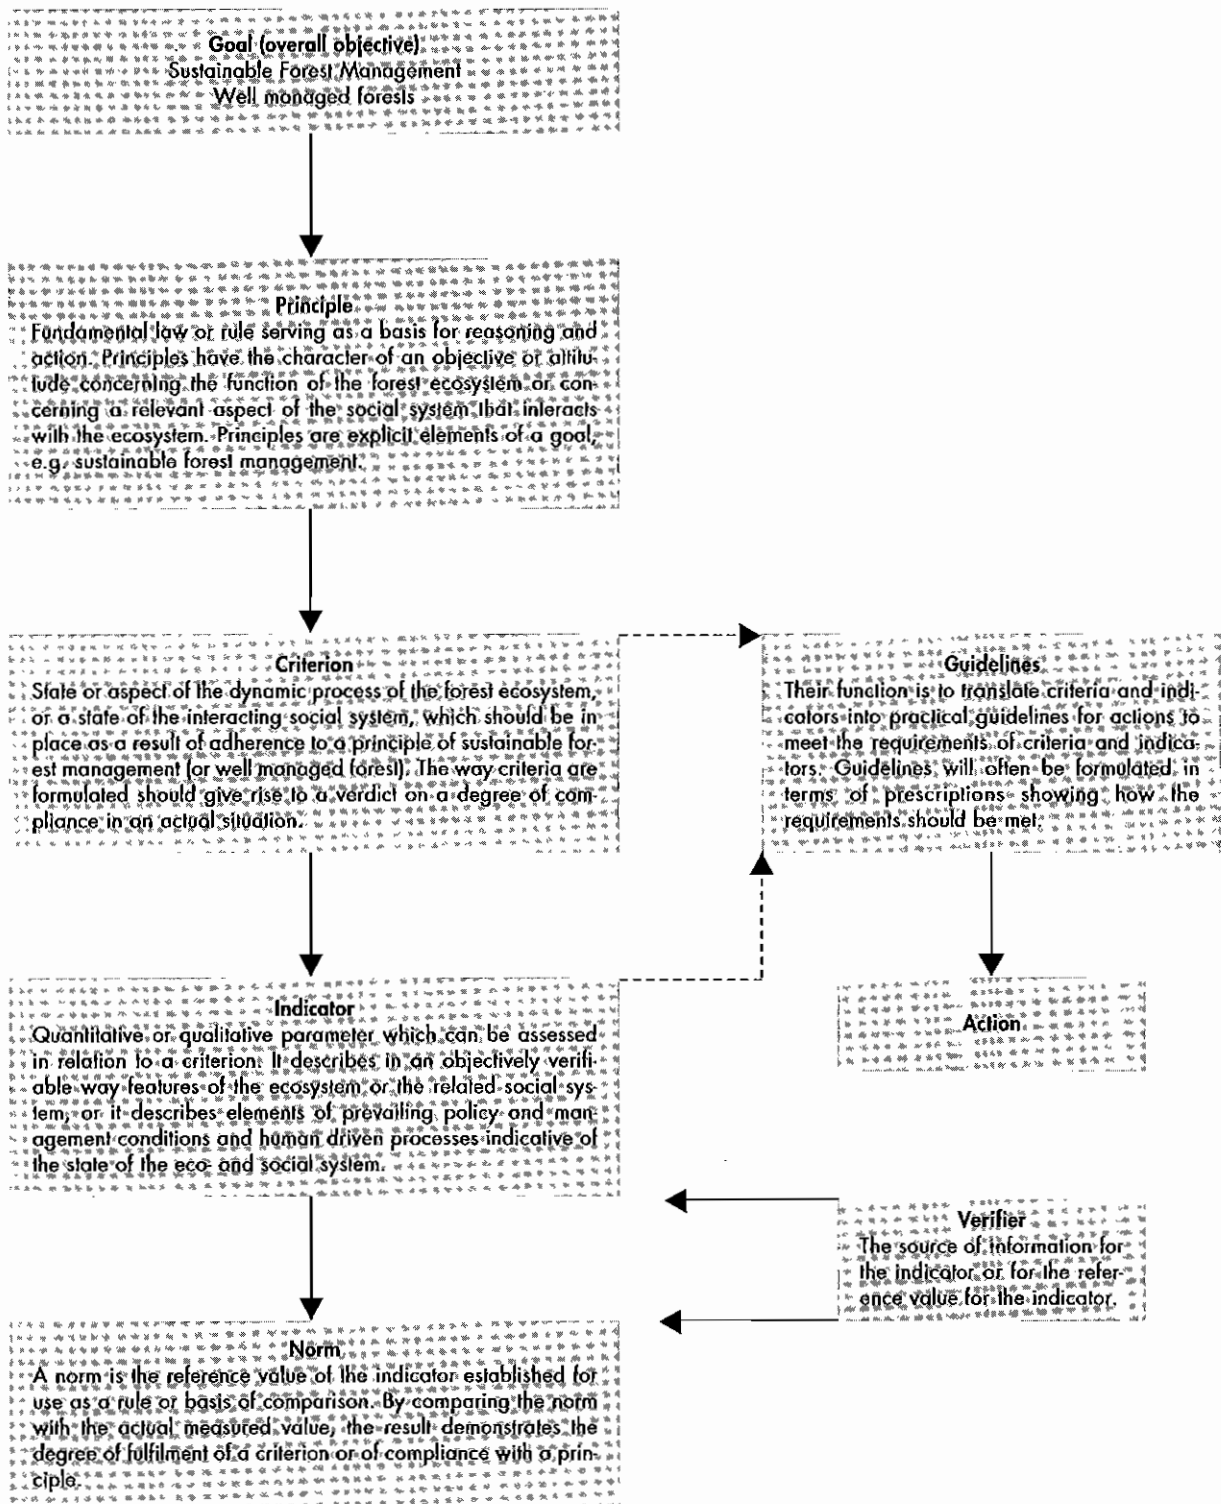 Goal (overall objective)
Sustainable Forest Management
Well managed forests
Principle
Fundamental law or rule serving as a basis for reasoning and
action. Principles have the character of an objective or attitu-
tude concerning the function of the forest ecosystem or con-
cerning a relevant aspect of the social system that interacts
with the ecosystem. Principles are explicit elements of a goal,
e.g. sustainable forest management.
Criterion
State or aspect of the dynamic process of the forest ecosystem,
or a state of the interacting social system, which should be in
place as a result of adherence to a principle of sustainable for-
est management (or well managed forest). The way criteria are
formulated should give rise to a verdict on a degree of com-
pliance in an actual situation.
Guidelines
Their function is to translate criteria and indi-
cators into practical guidelines for actions to
meet the requirements of criteria and indica-
tors. Guidelines will often be formulated in
terms of prescriptions showing how the
requirements should be met.
Indicator
Quantitative or qualitative parameter which can be assessed
in relation to a criterion. It describes in an objectively verifi-
able way features of the ecosystem or the related social sys-
tem, or it describes elements of prevailing policy and man-
agement conditions and human driven processes indicative of
the state of the eco- and social system.
Action
Verifier
The source of information for
the indicator or for the refer-
ence value for the indicator.
Norm
A norm is the reference value of the indicator established for
use as a rule or basis of comparison. By comparing the norm
with the actual measured value, the result demonstrates the
degree of fulfilment of a criterion or of compliance with a prin-
ciple.